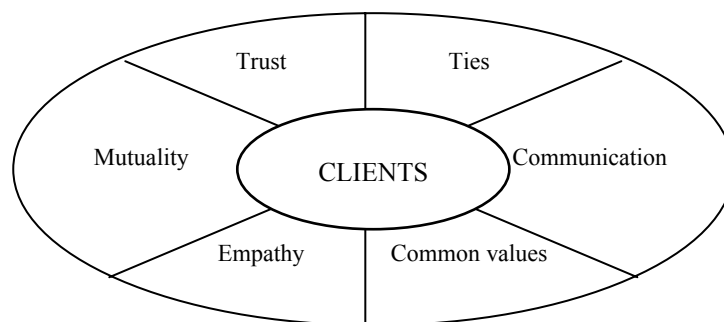 Trust
Ties
Mutuality
CLIENTS
Communication
Empathy
Common values